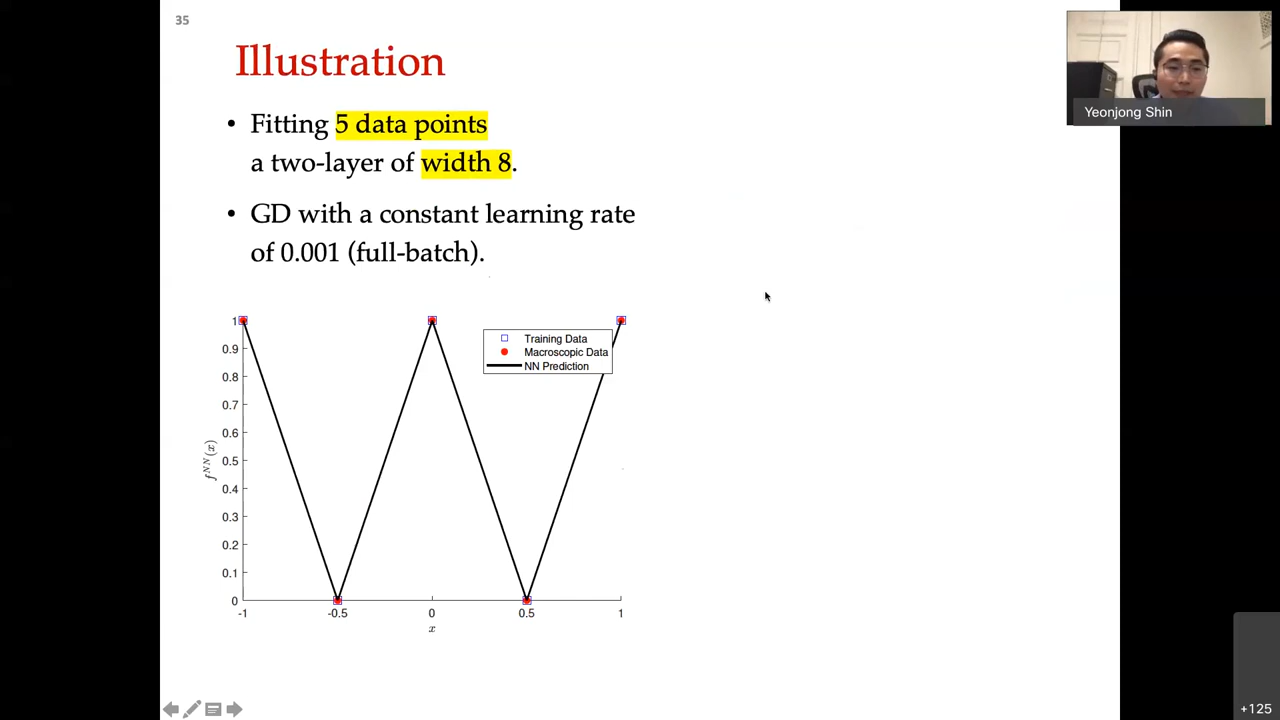 35
Illustration
Yeonjong Shin
• Fitting 5 data points
a two-layer of width 8.
• GD with a constant learning rate
of 0.001 (full-batch).
Training Data
Macroscopic Data
NN Prediction
1
0.9
0.8
0.7
0.6
0.5
0.4
0.3
0.2
0.1
0
f^{NN}(x)
-1 -0.5 0 0.5 1
x
+125